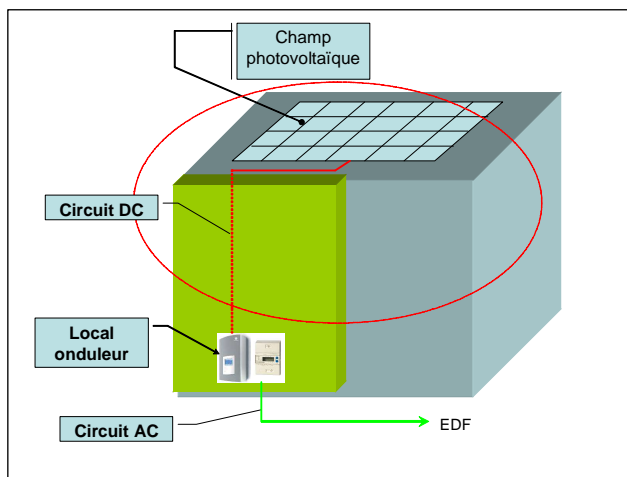 Champ
photovoltaïque
Circuit DC
Local
onduleur
Circuit AC
EDF